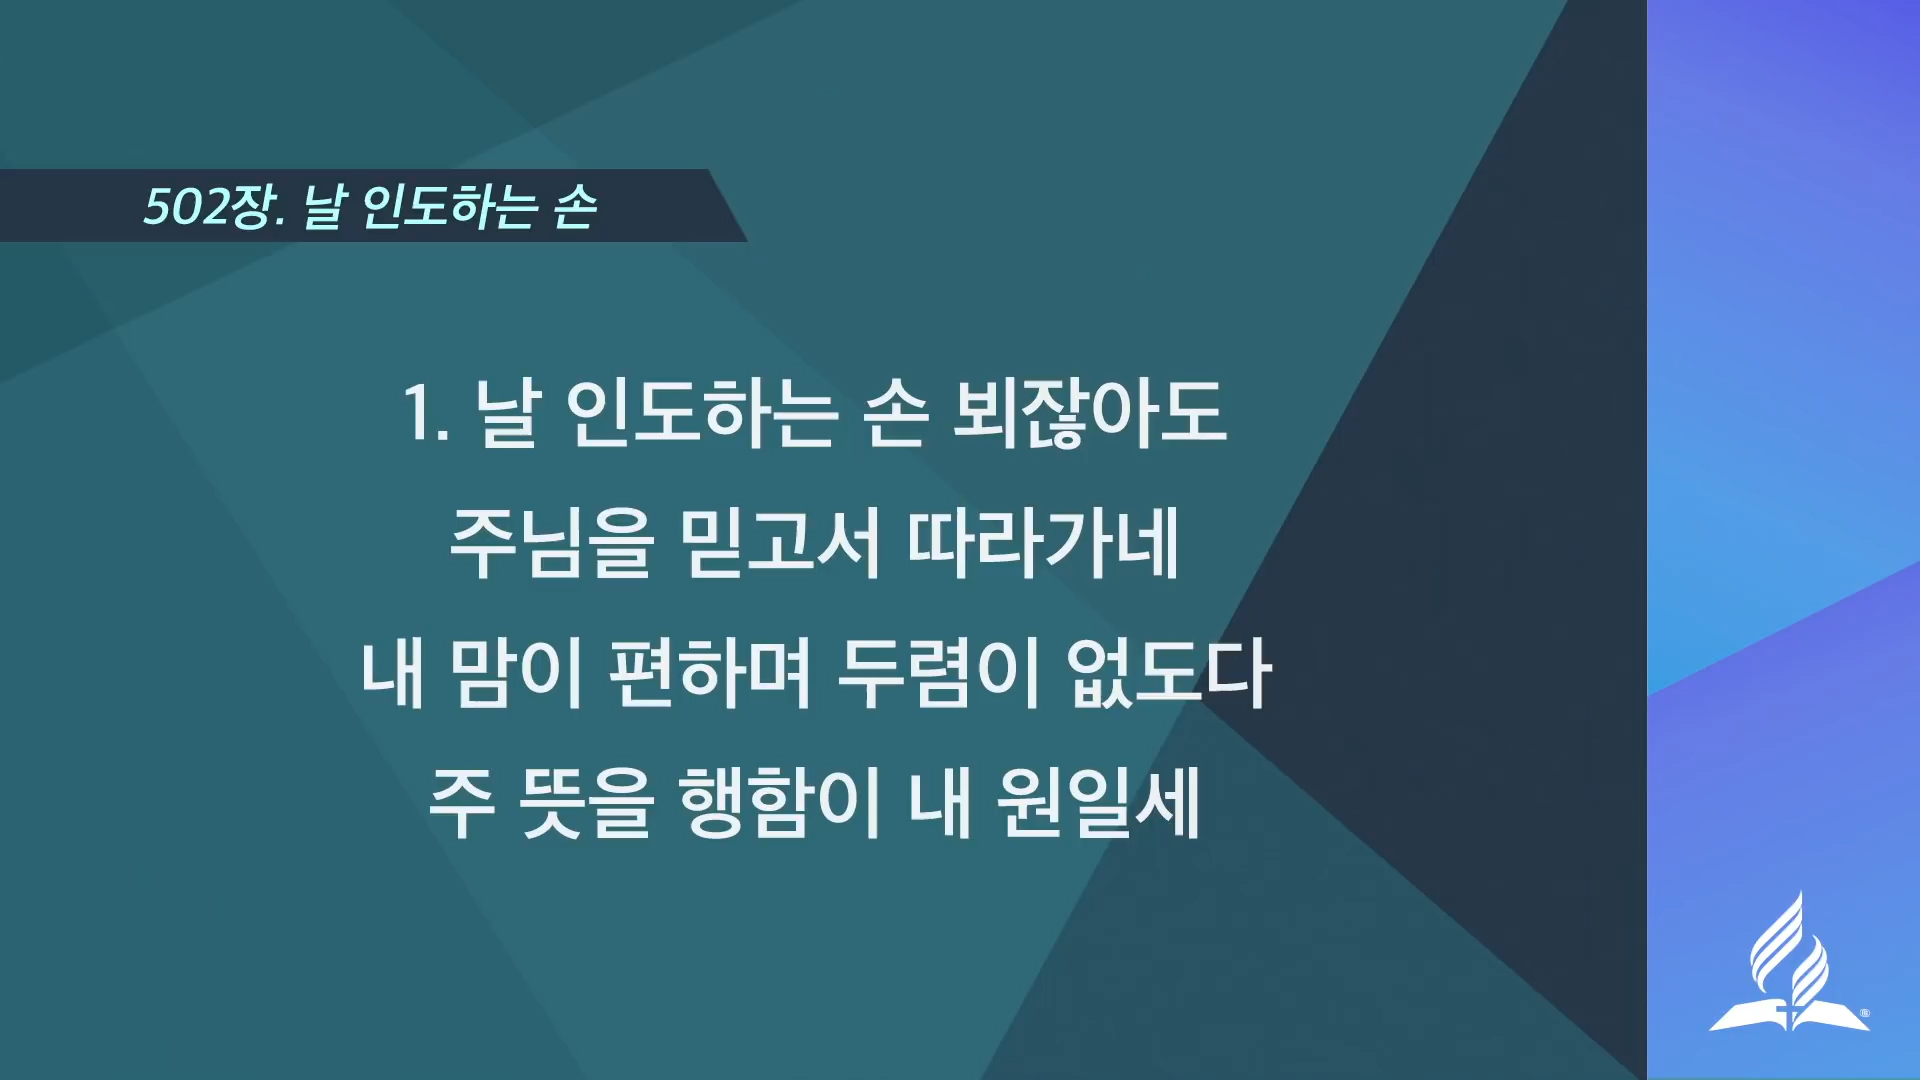 502장. 날 인도하는 손
1. 날 인도하는 손 뵈잖아도
주님을 믿고서 따라가네
내 맘이 편하며 두렴이 없도다
주 뜻을 행함이 내 원일세
®